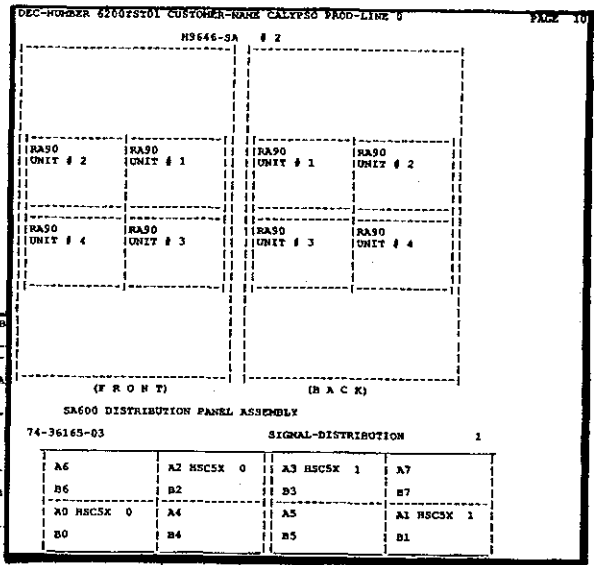 DEC-NUMBER 6200TST01 CUSTOMER-NAME CALYPSO PROD-LINE 0 PAGE 10
H9646-SA # 2
RA90 RA90 RA90 RA90
UNIT # 2 UNIT # 1 UNIT # 1 UNIT # 2
RA90 RA90 RA90 RA90
UNIT # 4 UNIT # 3 UNIT # 3 UNIT # 4
(F R O N T) (B A C K)
SA600 DISTRIBUTION PANEL ASSEMBLY
74-36165-03 SIGNAL-DISTRIBUTION 1
A6 A2 HSC5X 0 A3 HSC5X 1 A7
B6 B2 B3 B7
A0 HSC5X 0 A4 A5 A1 HSC5X 1
B0 B4 B5 B1